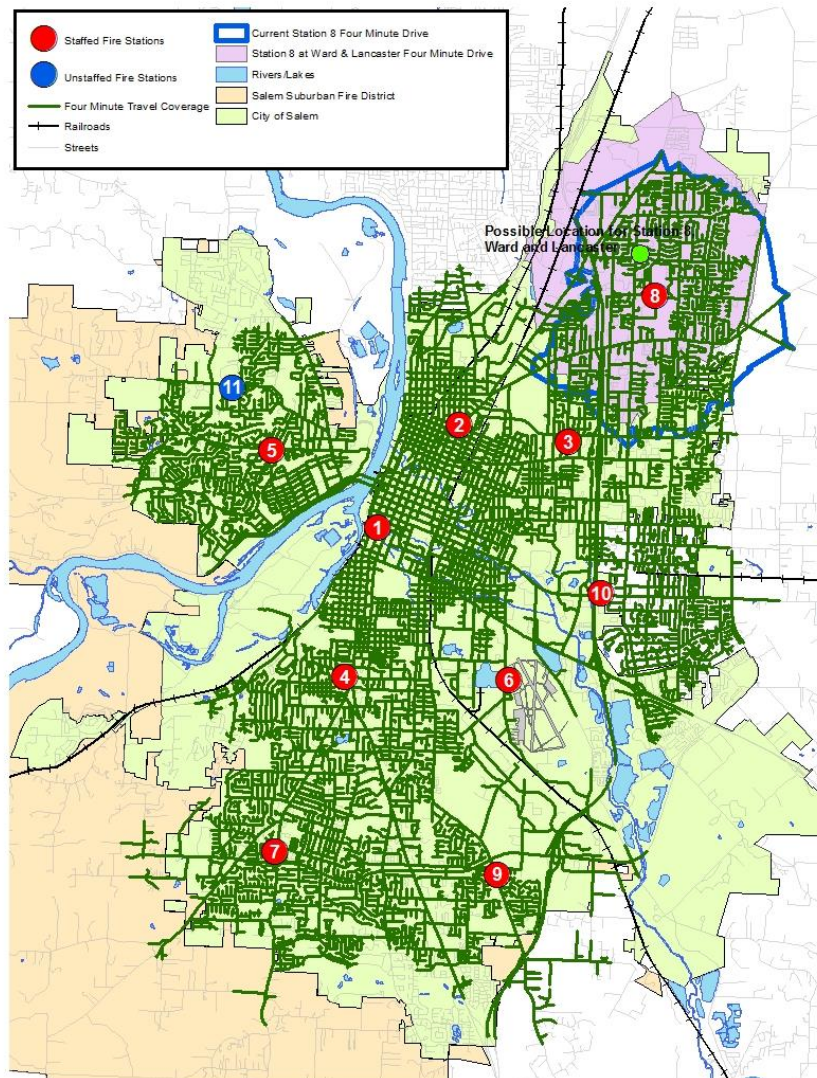 Staffed Fire Stations
Unstaffed Fire Stations
Four Minute Travel Coverage
Railroads
Streets
Current Station 8 Four Minute Drive
Station 8 at Ward & Lancaster Four Minute Drive
Rivers/Lakes
Salem Suburban Fire District
City of Salem
Possible Location for Station 8,
Ward and Lancaster
8
11
2
3
5
1
10
4
6
7
9